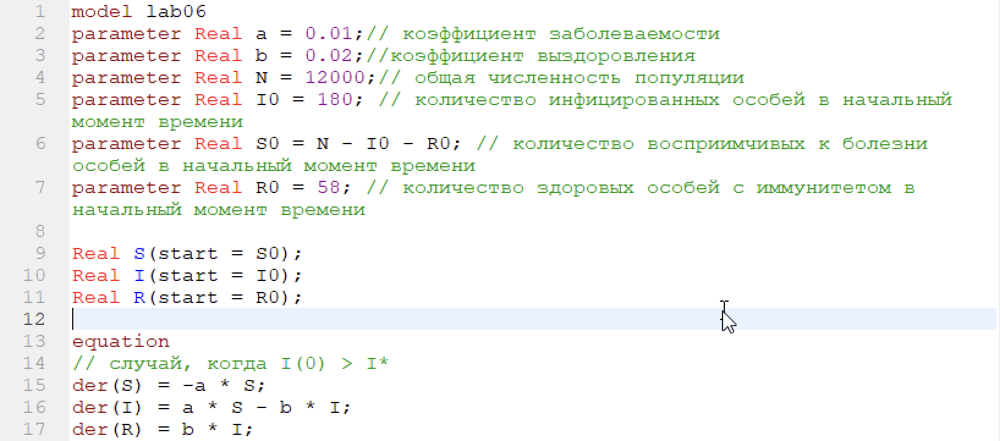 1 model lab06
2 parameter Real a = 0.01;// коэффициент заболеваемости
3 parameter Real b = 0.02;//коэффициент выздоровления
4 parameter Real N = 12000;// общая численность популяции
5 parameter Real I0 = 180; // количество инфицированных особей в начальный
момент времени
6 parameter Real S0 = N - I0 - R0; // количество восприимчивых к болезни
особей в начальный момент времени
7 parameter Real R0 = 58; // количество здоровых особей с иммунитетом в
начальный момент времени
8
9 Real S(start = S0);
10 Real I(start = I0);
11 Real R(start = R0);
12
13 equation
14 // случай, когда I(0) > I*
15 der(S) = -a * S;
16 der(I) = a * S - b * I;
17 der(R) = b * I;